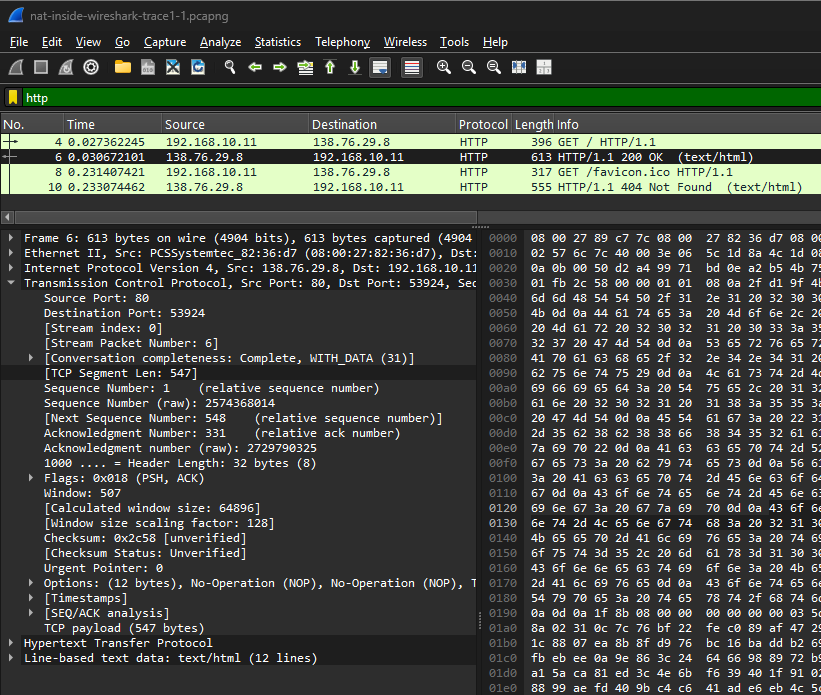 nat-inside-wireshark-trace1-1.pcapng
File Edit View Go Capture Analyze Statistics Telephony Wireless Tools Help
http
No. Time Source Destination Protocol Length Info
4 0.027362245 192.168.10.11 138.76.29.8 HTTP 396 GET / HTTP/1.1
6 0.030672101 138.76.29.8 192.168.10.11 HTTP 613 HTTP/1.1 200 OK (text/html)
8 0.231407421 192.168.10.11 138.76.29.8 HTTP 317 GET /favicon.ico HTTP/1.1
10 0.233074462 138.76.29.8 192.168.10.11 HTTP 555 HTTP/1.1 404 Not Found (text/html)
Frame 6: 613 bytes on wire (4904 bits), 613 bytes captured (4904
Ethernet II, Src: PCSSystemtec_82:36:d7 (08:00:27:82:36:d7), Dst:
Internet Protocol Version 4, Src: 138.76.29.8, Dst: 192.168.10.11
Transmission Control Protocol, Src Port: 80, Dst Port: 53924, Sec
Source Port: 80
Destination Port: 53924
[Stream index: 0]
[Stream Packet Number: 6]
[Conversation completeness: Complete, WITH_DATA (31)]
[TCP Segment Len: 547]
Sequence Number: 1 (relative sequence number)
Sequence Number (raw): 2574368014
[Next Sequence Number: 548 (relative sequence number)]
Acknowledgment Number: 331 (relative ack number)
Acknowledgment number (raw): 2729790325
1000 .... = Header Length: 32 bytes (8)
Flags: 0x018 (PSH, ACK)
Window: 507
[Calculated window size: 64896]
[Window size scaling factor: 128]
Checksum: 0x2c58 [unverified]
[Checksum Status: Unverified]
Urgent Pointer: 0
Options: (12 bytes), No-Operation (NOP), No-Operation (NOP), T
[Timestamps]
[SEQ/ACK analysis]
TCP payload (547 bytes)
Hypertext Transfer Protocol
Line-based text data: text/html (12 lines)
0000 08 00 27 89 c7 7c 08 00 27 82 36 d7 08 00
0010 02 57 6c 7c 40 00 3e 06 5c 1d 8a 4c 1d 08
0020 0a 0b 00 50 d2 a4 99 71 bd 0e a2 b5 4b 75
0030 01 fb 2c 58 00 00 01 01 08 0a 2f d1 9f 4b
0040 6d 6d 48 54 54 50 2f 31 2e 31 20 32 30 30
0050 4b 0d 0a 44 61 74 65 3a 20 4d 6f 6e 2c 20
0060 20 4d 61 72 20 32 30 32 31 20 30 33 3a 35
0070 32 37 20 47 4d 54 0d 0a 53 65 72 76 65 72
0080 41 70 61 63 68 65 2f 32 2e 34 2e 34 31 20
0090 62 75 6e 74 75 29 0d 0a 4c 61 73 74 2d 4d
00a0 69 66 69 65 64 3a 20 54 75 65 2c 20 31 32
00b0 61 6e 20 32 30 32 31 20 31 38 3a 35 35 3a
00c0 20 47 4d 54 0d 0a 45 54 61 67 3a 20 22 31
00d0 2d 35 62 38 62 38 38 66 38 34 35 32 61 61
00e0 7a 69 70 22 0d 0a 41 63 63 65 70 74 2d 52
00f0 67 65 73 3a 20 62 79 74 65 73 0d 0a 56 61
0100 3a 20 41 63 63 65 70 74 2d 45 6e 63 6f 64
0110 67 0d 0a 43 6f 6e 74 65 6e 74 2d 45 6e 63
0120 69 6e 67 3a 20 67 7a 69 70 0d 0a 43 6f 6e
0130 6e 74 2d 4c 65 6e 67 74 68 3a 20 32 31 30
0140 4b 65 65 70 2d 41 6c 69 76 65 3a 20 74 69
0150 6f 75 74 3d 35 2c 20 6d 61 78 3d 31 30 30
0160 43 6f 6e 6e 65 63 74 69 6f 6e 3a 20 4b 65
0170 2d 41 6c 69 76 65 0d 0a 43 6f 6e 74 65 6e
0180 54 79 70 65 3a 20 74 65 78 74 2f 68 74 6d
0190 0a 0d 0a 1f 8b 08 00 00 00 00 00 00 03 5d
01a0 8a 02 31 0c 7c 76 bf 22 fe c0 89 af 47 29
01b0 1c 88 07 ea 8b 8f d9 76 bc 16 ba dd b2 69
01c0 fb eb ee 0a 9e 86 3c 24 64 66 98 89 72 b9
01d0 a1 5a ca 81 ed 3c 4e 6b f6 39 40 1f 91 02
01e0 88 99 ae fd 40 9b c4 c6 41 ad e6 eb 4c 5d